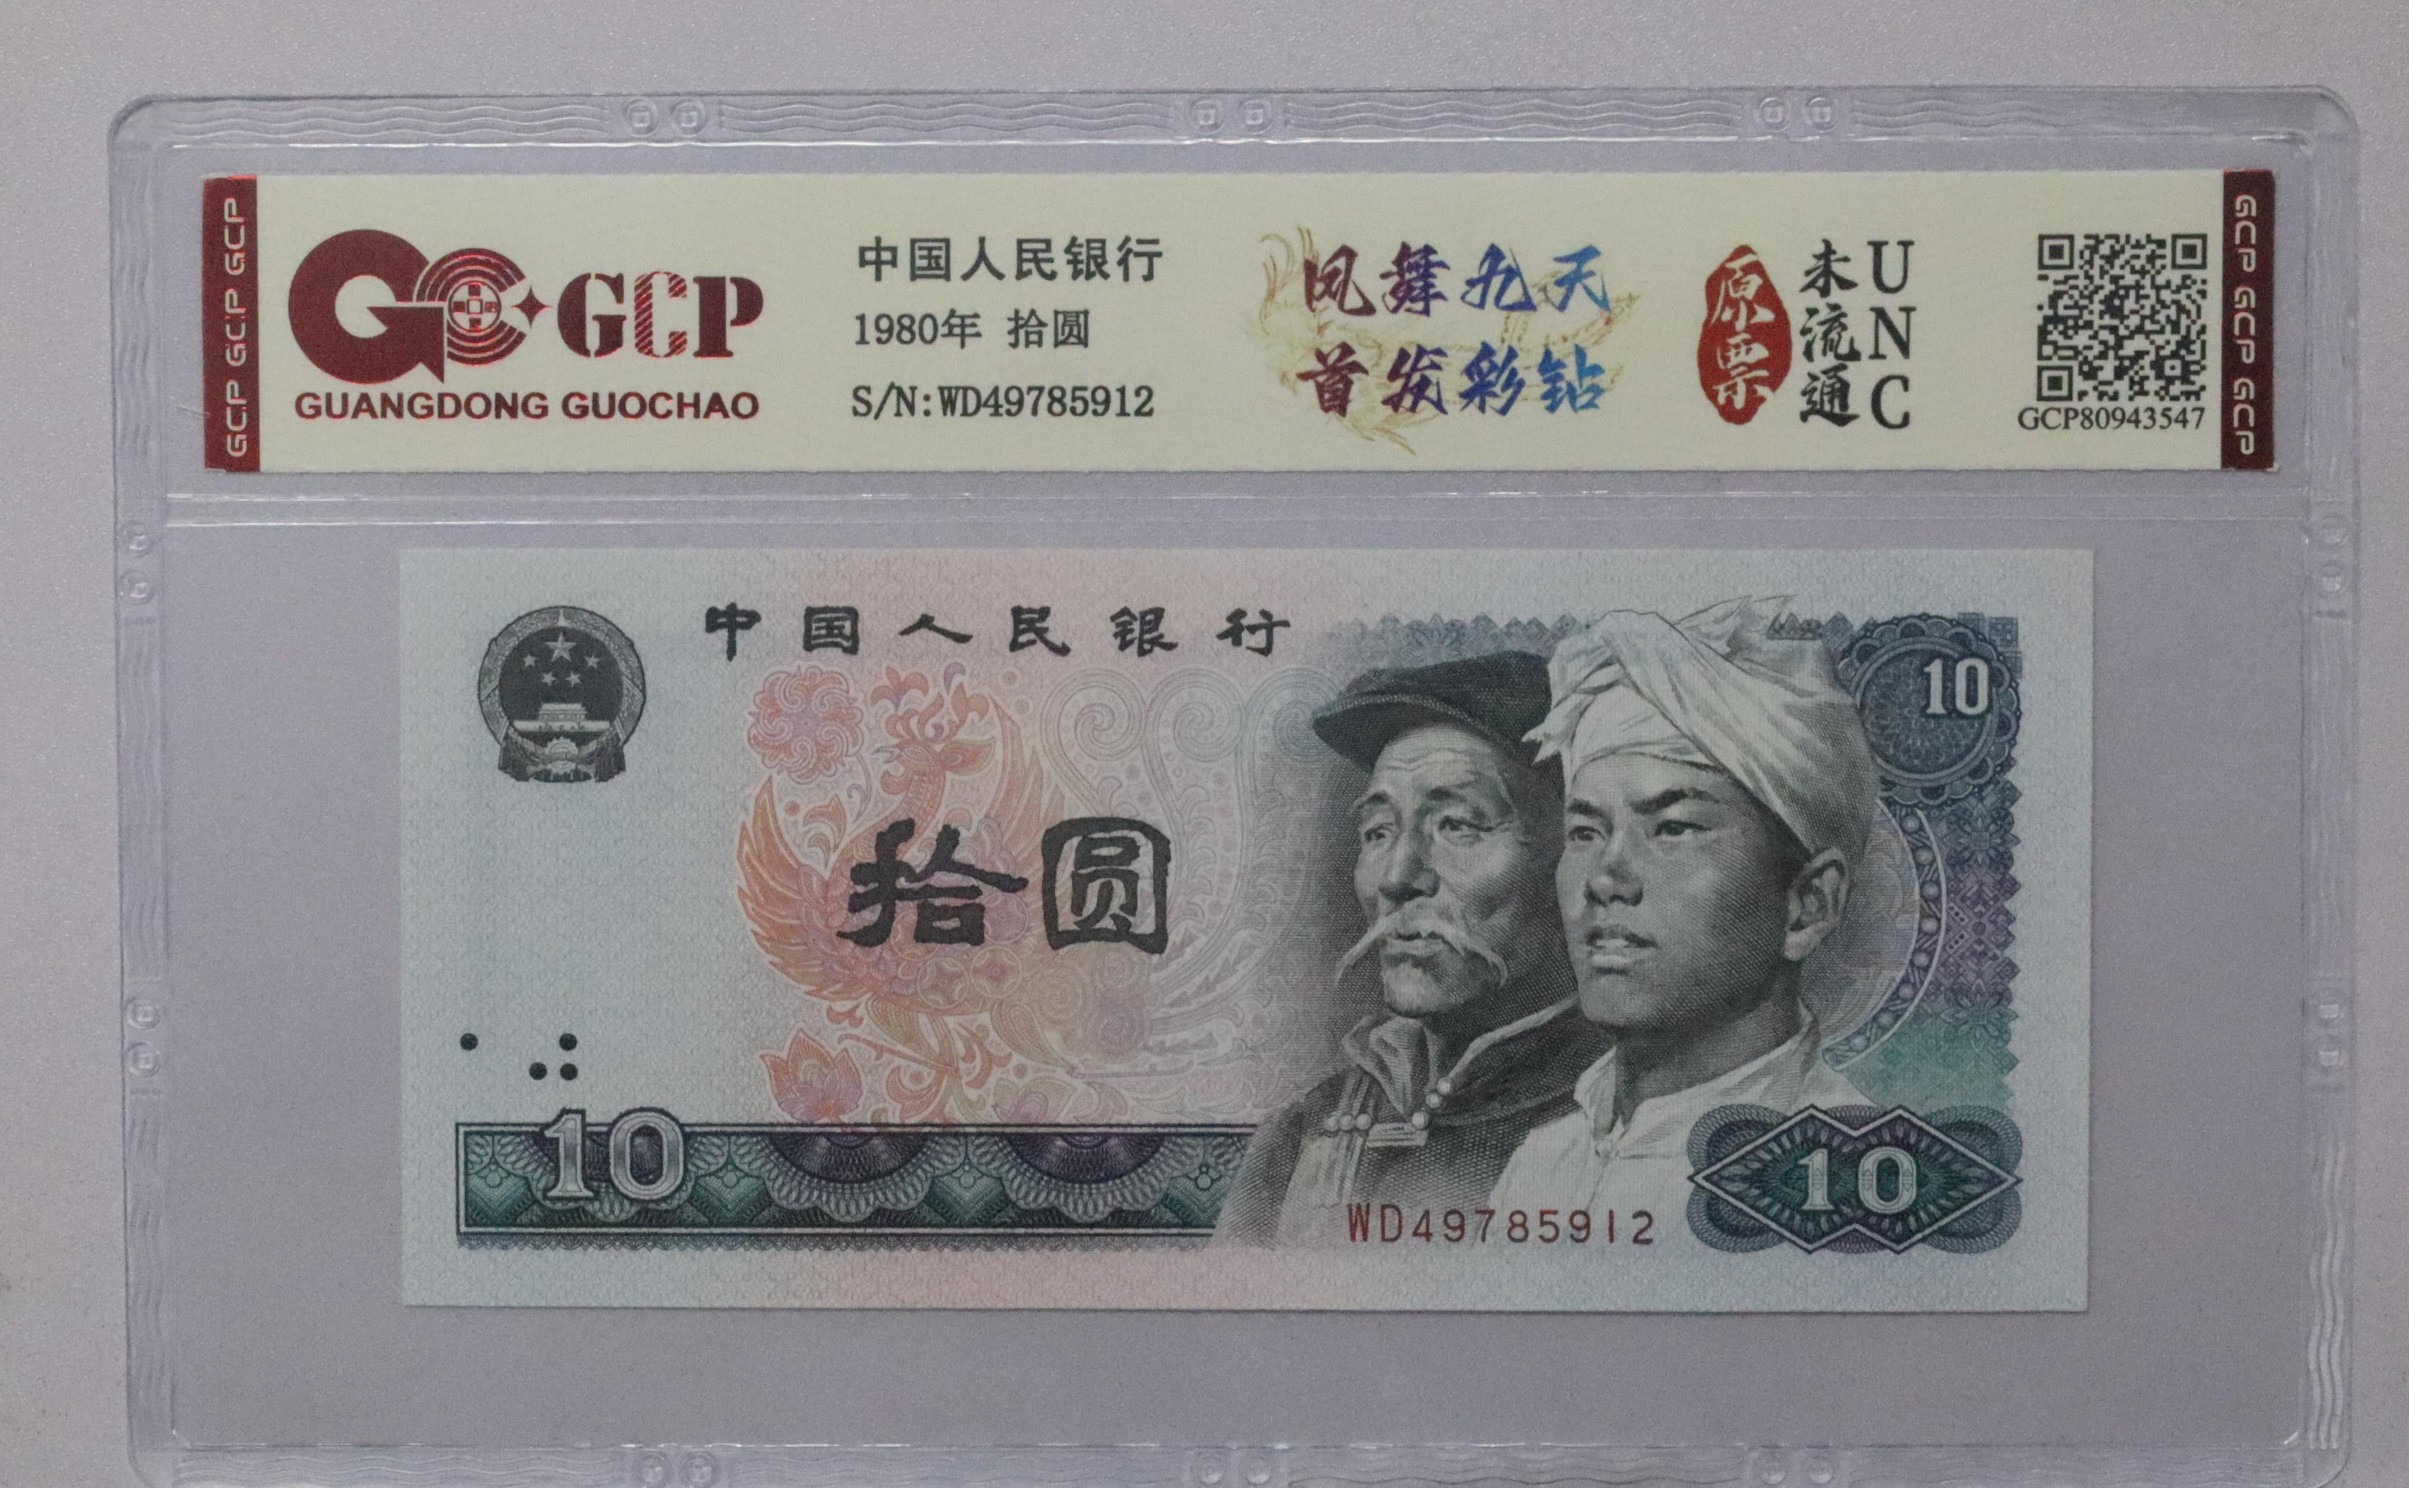 GCP GCP GCP
GCP
GUANGDONG GUOCHAO
中国人民银行
1980年 拾圆
S/N:WD49785912
凤舞九天
首发彩钻
原票
未流通
UNC
GCP80943547
GCP GCP GCP
中国人民银行
10
拾圆
10
10
WD49785912